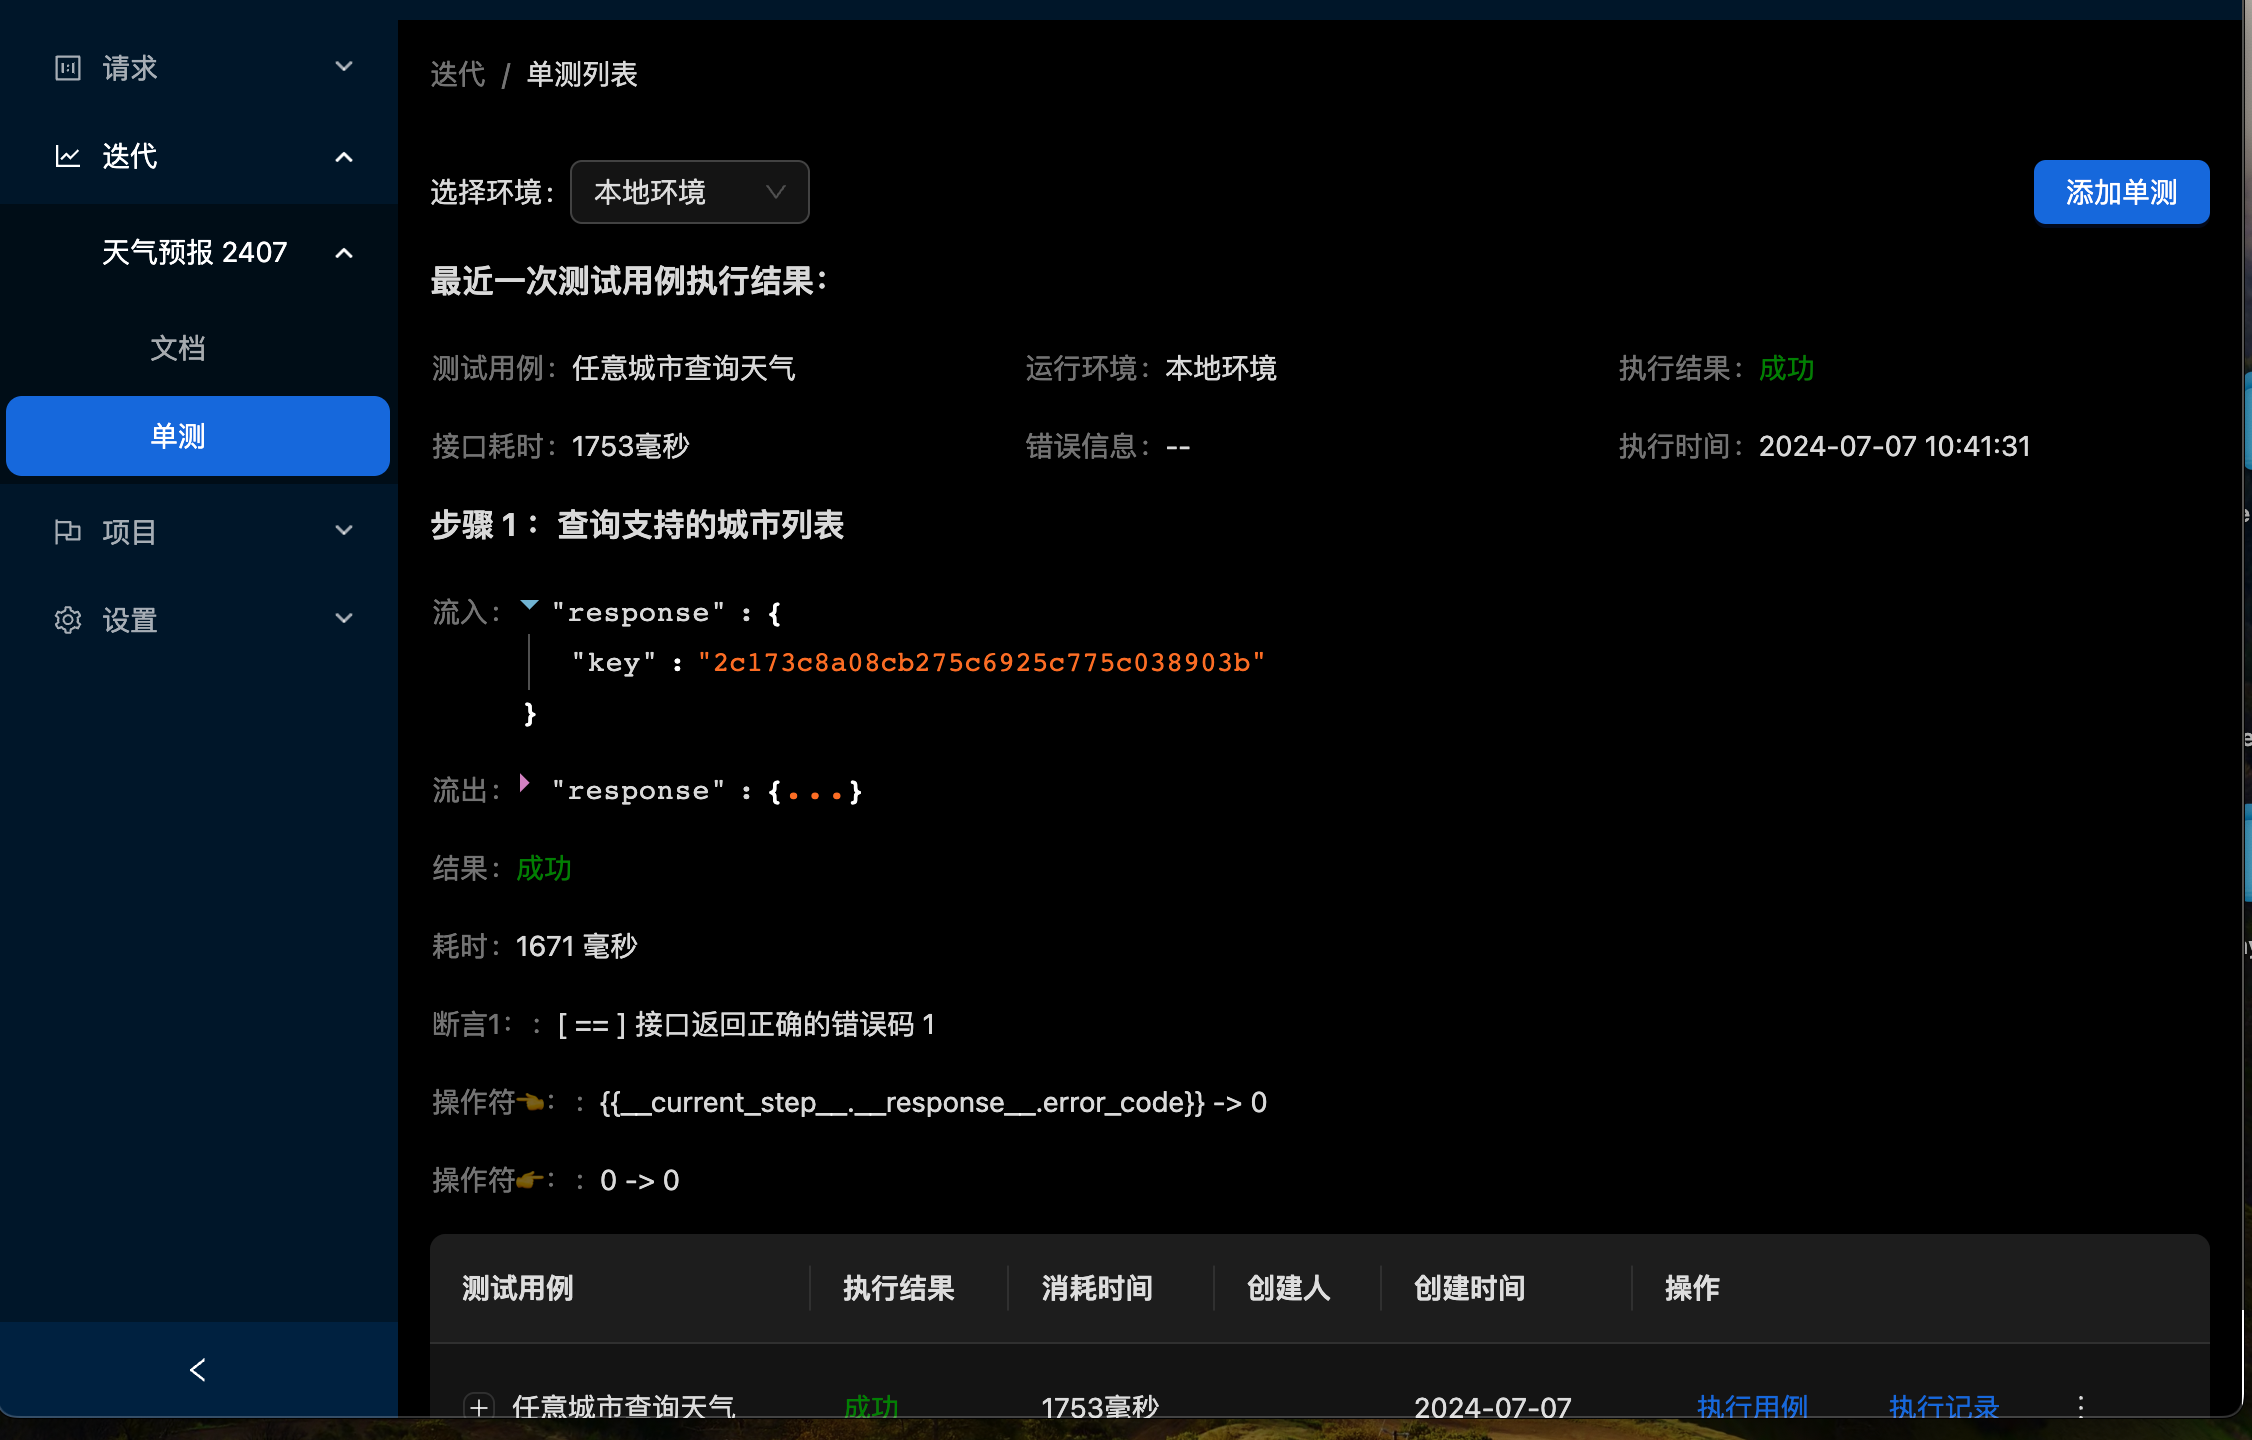 请求
迭代
天气预报 2407
文档
单测
项目
设置
迭代 / 单测列表
选择环境： 本地环境
添加单测
最近一次测试用例执行结果：
测试用例： 任意城市查询天气 运行环境： 本地环境 执行结果： 成功
接口耗时： 1753毫秒 错误信息： -- 执行时间： 2024-07-07 10:41:31
步骤 1： 查询支持的城市列表
流入： "response" : {
"key" : "2c173c8a08cb275c6925c775c038903b"
}
流出： "response" : {...}
结果： 成功
耗时： 1671 毫秒
断言1： : [ == ] 接口返回正确的错误码 1
操作符👈： : {{__current_step__.__response__.error_code}} -> 0
操作符👉： : 0 -> 0
测试用例 执行结果 消耗时间 创建人 创建时间 操作
任意城市查询天气 成功 1753毫秒 2024-07-07 执行用例 执行记录